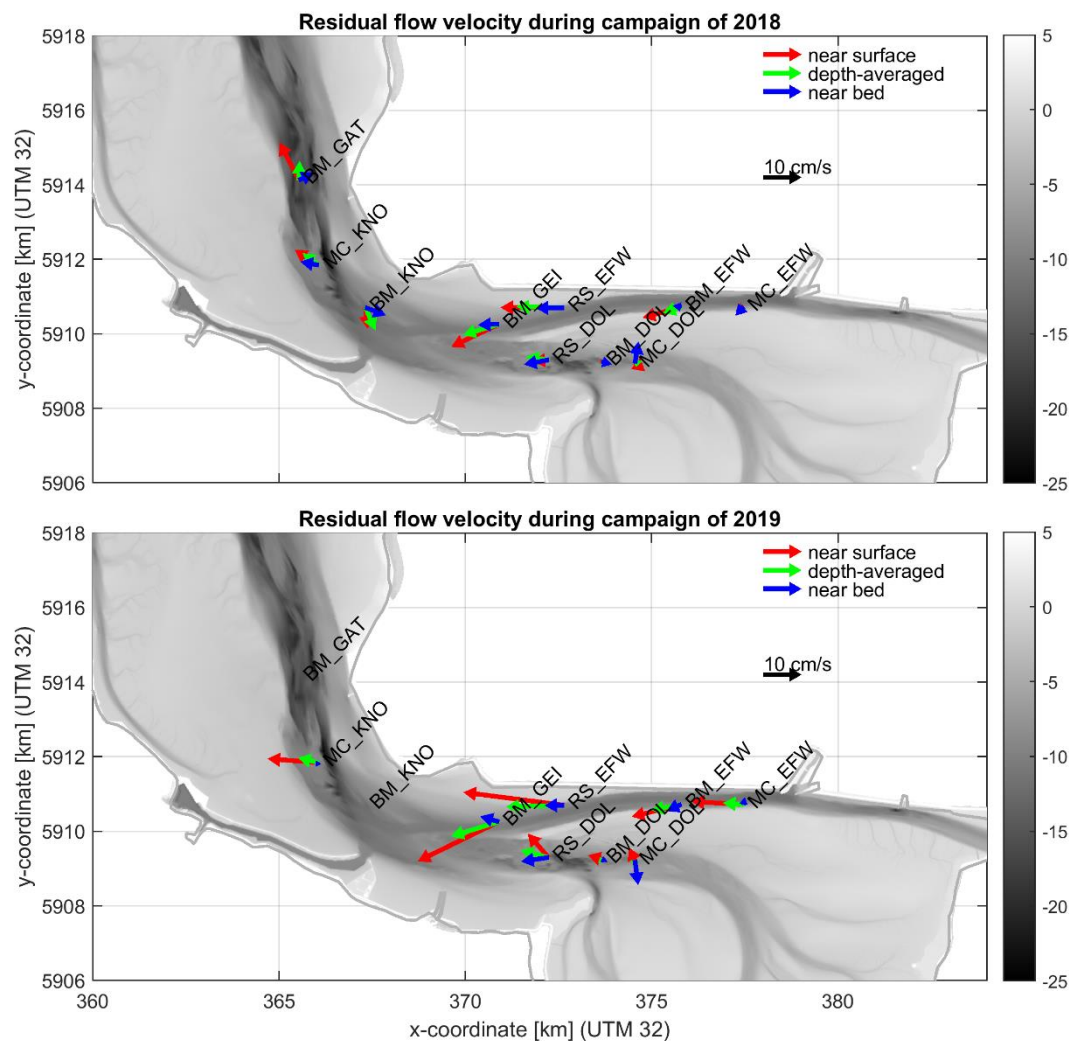 Residual flow velocity during campaign of 2018
5918
5916
5914
5912
5910
5908
5906
y-coordinate [km] (UTM 32)
near surface
depth-averaged
near bed
10 cm/s
BM_GAT
MC_KNO
BM_KNO
BM_GEI
RS_EFW
RS_DOL
BM_DOL
MC_DOL
BM_EFW
MC_EFW
5
0
-5
-10
-15
-20
-25
Residual flow velocity during campaign of 2019
5918
5916
5914
5912
5910
5908
5906
y-coordinate [km] (UTM 32)
near surface
depth-averaged
near bed
10 cm/s
BM_GAT
MC_KNO
BM_KNO
BM_GEI
RS_EFW
RS_DOL
BM_DOL
MC_DOL
BM_EFW
MC_EFW
5
0
-5
-10
-15
-20
-25
360 365 370 375 380
x-coordinate [km] (UTM 32)